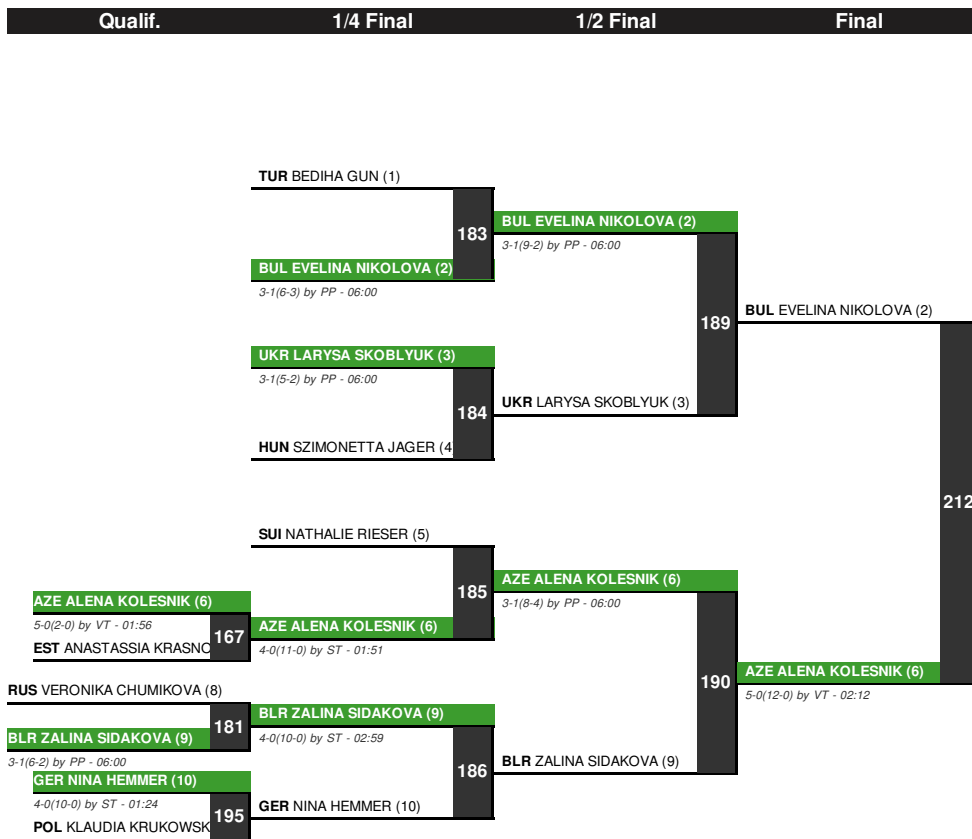 Qualif. 1/4 Final 1/2 Final Final
TUR BEDIHA GUN (1)
183
BUL EVELINA NIKOLOVA (2)
3-1(6-3) by PP - 06:00
BUL EVELINA NIKOLOVA (2)
3-1(9-2) by PP - 06:00
189
UKR LARYSA SKOBLYUK (3)
3-1(5-2) by PP - 06:00
184
HUN SZIMONETTA JAGER (4
UKR LARYSA SKOBLYUK (3)
BUL EVELINA NIKOLOVA (2)
212
SUI NATHALIE RIESER (5)
185
AZE ALENA KOLESNIK (6)
5-0(2-0) by VT - 01:56
167
EST ANASTASSIA KRASNO
AZE ALENA KOLESNIK (6)
4-0(11-0) by ST - 01:51
AZE ALENA KOLESNIK (6)
3-1(8-4) by PP - 06:00
190
AZE ALENA KOLESNIK (6)
5-0(12-0) by VT - 02:12
RUS VERONIKA CHUMIKOVA (8)
181
BLR ZALINA SIDAKOVA (9)
3-1(6-2) by PP - 06:00
BLR ZALINA SIDAKOVA (9)
4-0(10-0) by ST - 02:59
186
BLR ZALINA SIDAKOVA (9)
GER NINA HEMMER (10)
4-0(10-0) by ST - 01:24
195
POL KLAUDIA KRUKOWSK
GER NINA HEMMER (10)